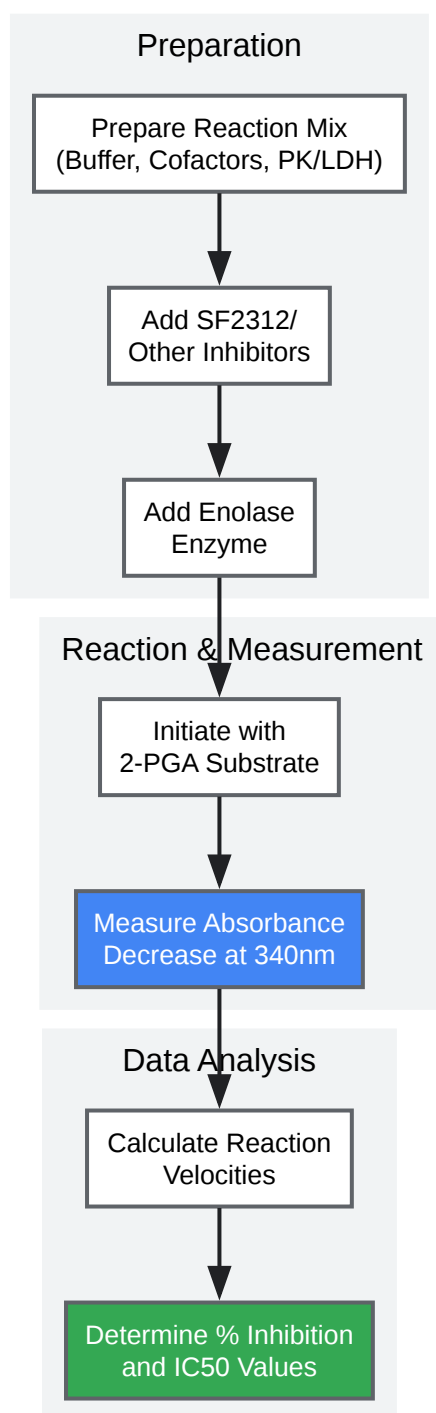 Preparation
Prepare Reaction Mix
(Buffer, Cofactors, PK/LDH)
Add SF2312/
Other Inhibitors
Add Enolase
Enzyme
Reaction & Measurement
Initiate with
2-PGA Substrate
Measure Absorbance
Decrease at 340nm
Data Analysis
Calculate Reaction
Velocities
Determine % Inhibition
and IC50 Values